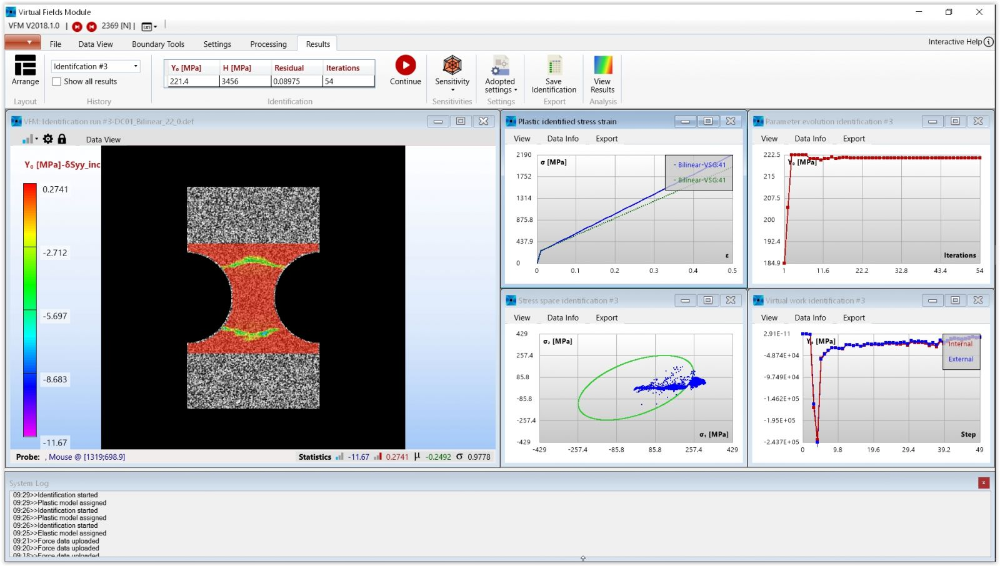 Virtual Fields Module
VFM V2018.1.0 | 2369 [N] |
File Data View Boundary Tools Settings Processing Results Interactive Help
Arrange
Layout
Identifcation #3
Show all results
History
Y₀ [MPa] H [MPa] Residual Iterations
221.4 3456 0.08975 54
Identification
Continue
Sensitivity
Sensitivities
Adopted
settings
Settings
Save
Identification
Export
View
Results
Analysis
VFM: Identification run #3-DC01_Bilinear_22_0.def
Data View
Y₀ [MPa]-δSyy_inc
0.2741
-2.712
-5.697
-8.683
-11.67
Probe: , Mouse @ [1319;698.9]
Statistics -11.67 0.2741 μ -0.2492 σ 0.9778
Plastic identified stress strain
View Data Info Export
σ [MPa]
- Bilinear-VSG:41
- Bilinear-VSG:41
2190
1752
1314
875.8
437.9
0
ε
0 0.1 0.2 0.3 0.4 0.5
Parameter evolution identification #3
View Data Info Export
Y₀ [MPa]
222.5
215
207.5
200
192.4
184.9
Iterations
1 11.6 22.2 32.8 43.4 54
Stress space identification #3
View Data Info Export
σ₂ [MPa]
429
257.4
85.8
-85.8
-257.4
-429
σ₁ [MPa]
-429 -257.4 -85.8 85.8 257.4 429
Virtual work identification #3
View Data Info Export
Y₀ [MPa]
Internal
External
2.91E-11
-4.874E+04
-9.749E+04
-1.462E+05
-1.95E+05
-2.437E+05
Step
0 9.8 19.6 29.4 39.2 49
System Log
09:29>>Identification started
09:29>>Plastic model assigned
09:26>>Identification started
09:26>>Plastic model assigned
09:26>>Identification started
09:25>>Elastic model assigned
09:21>>Force data uploaded
09:20>>Force data uploaded
09:18>>Force data uploaded